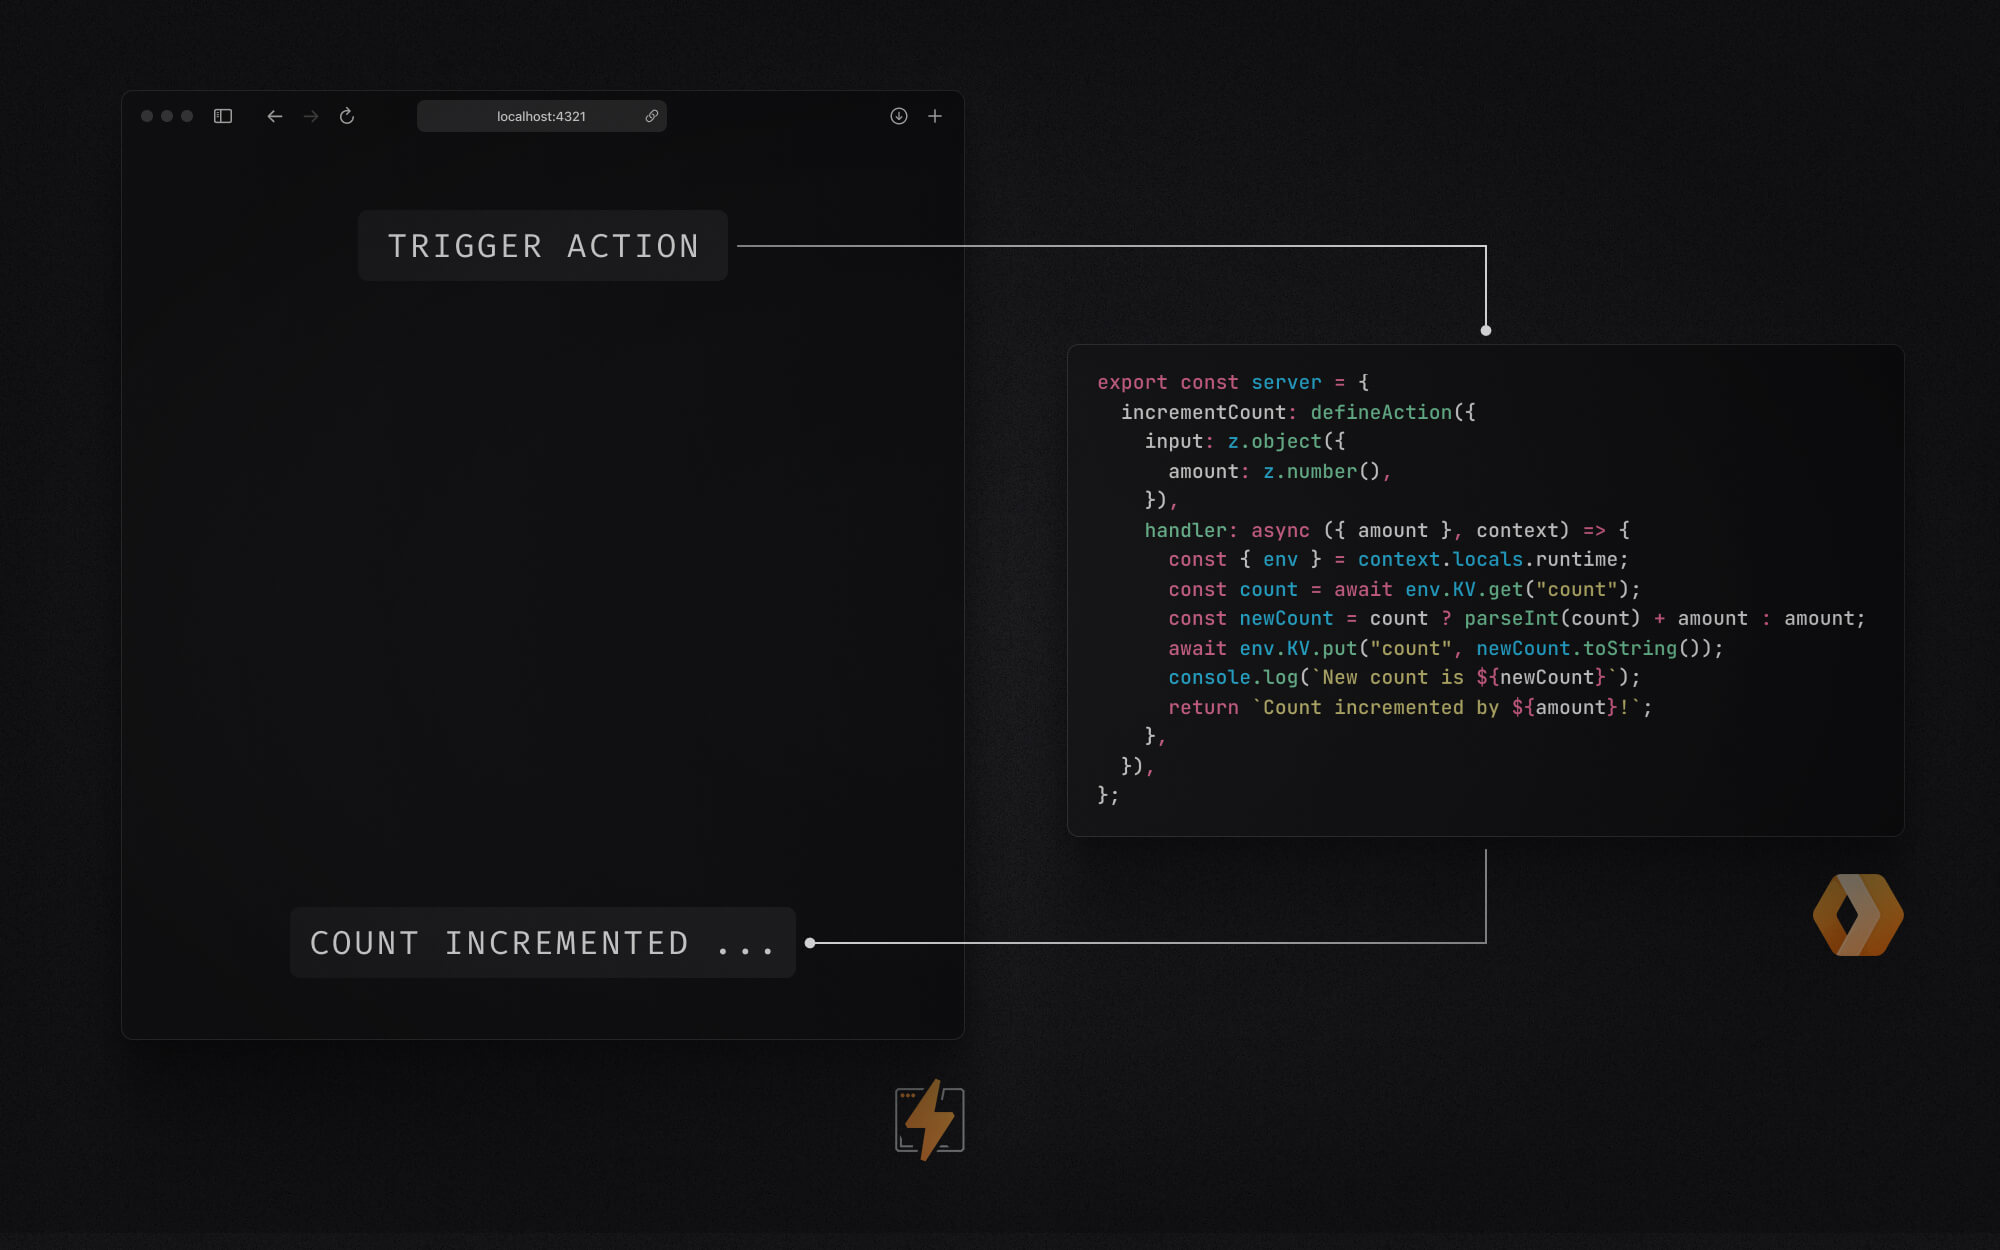 localhost:4321
TRIGGER ACTION
export const server = {
  incrementCount: defineAction({
    input: z.object({
      amount: z.number(),
    }),
    handler: async ({ amount }, context) => {
      const { env } = context.locals.runtime;
      const count = await env.KV.get("count");
      const newCount = count ? parseInt(count) + amount : amount;
      await env.KV.put("count", newCount.toString());
      console.log(`New count is ${newCount}`);
      return `Count incremented by ${amount}!`;
    },
  }),
};
COUNT INCREMENTED ...